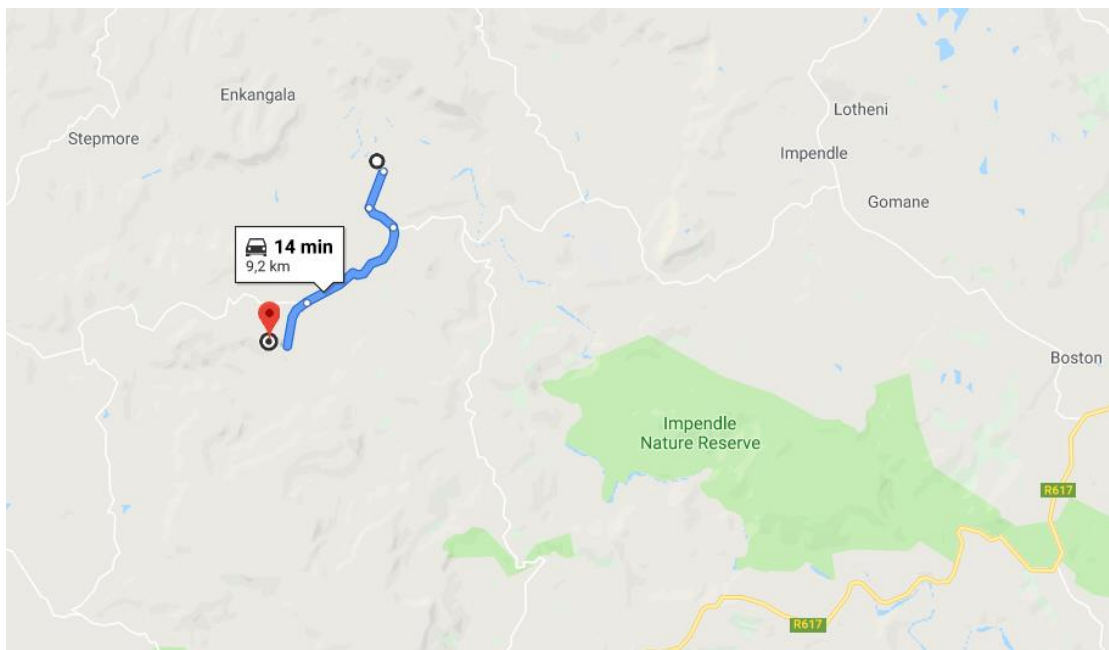 Enkangala
Lotheni
Stepmore
Impendle
Gomane
14 min
9,2 km
Boston
Impendle
Nature Reserve
R617
R617